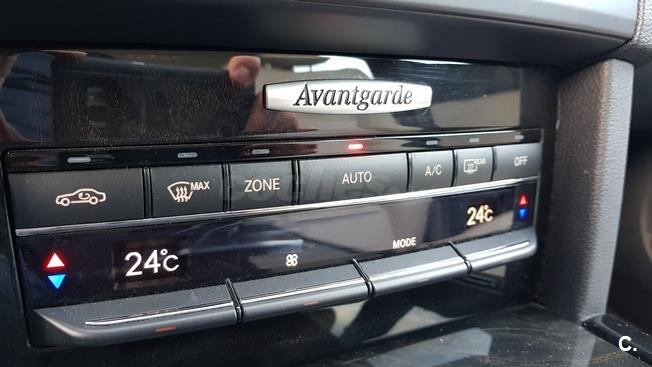 Avantgarde
MAX
ZONE
AUTO
A/C
REAR
OFF
24°C
MODE
24°C
C.